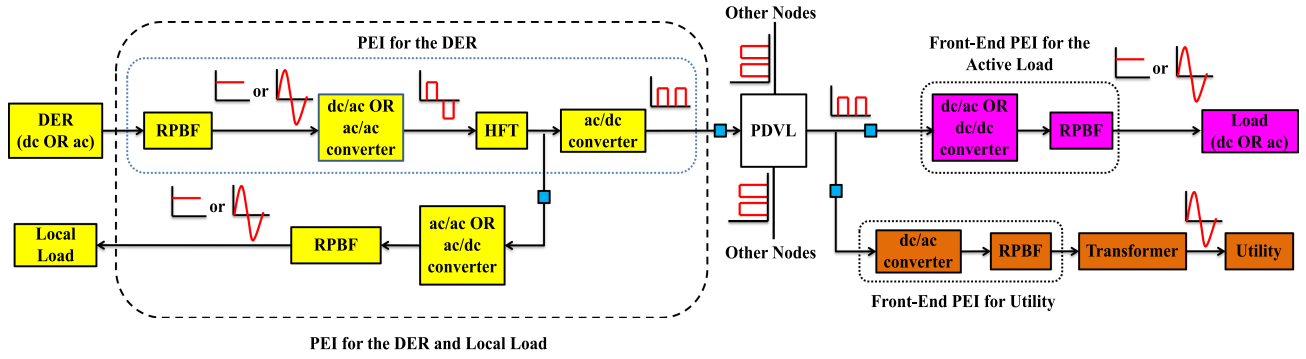 Other Nodes
PEI for the DER
Front-End PEI for the
Active Load
or
or
DER
(dc OR ac)
RPBF
dc/ac OR
ac/ac
converter
HFT
ac/dc
converter
PDVL
dc/ac OR
dc/dc
converter
RPBF
Load
(dc OR ac)
or
Local
Load
RPBF
ac/ac OR
ac/dc
converter
Other Nodes
dc/ac
converter
RPBF
Transformer
Utility
Front-End PEI for Utility
PEI for the DER and Local Load